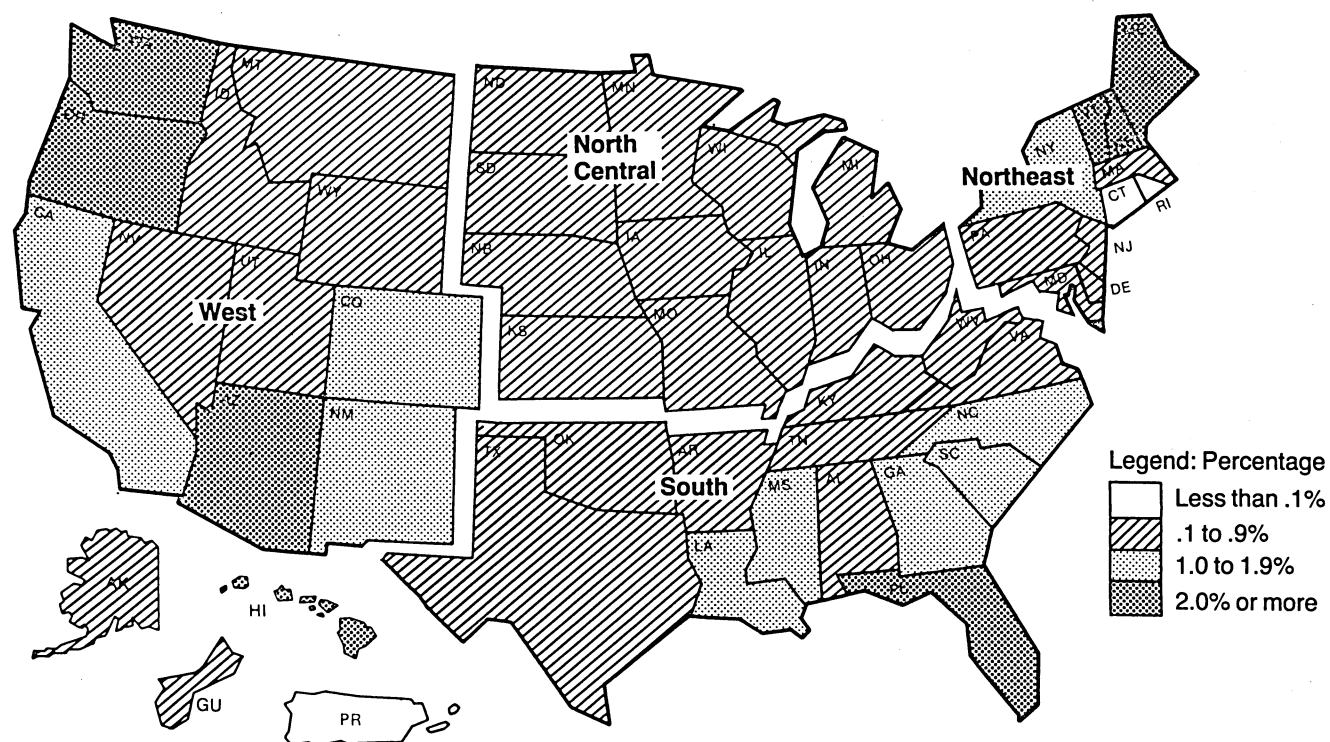 MT
ID
OR
WY
CA
NV
UT
CO
West
AZ
NM
ND
MN
North
Central
WI
MI
SD
IA
NB
IL
IN
OH
MO
KS
NY
Northeast
MA
CT
RI
PA
NJ
MD
DE
WV
VA
KY
NC
TN
OK
TX
AR
SC
South
MS
AL
GA
LA
AK
HI
GU
PR
Legend: Percentage
Less than .1%
.1 to .9%
1.0 to 1.9%
2.0% or more